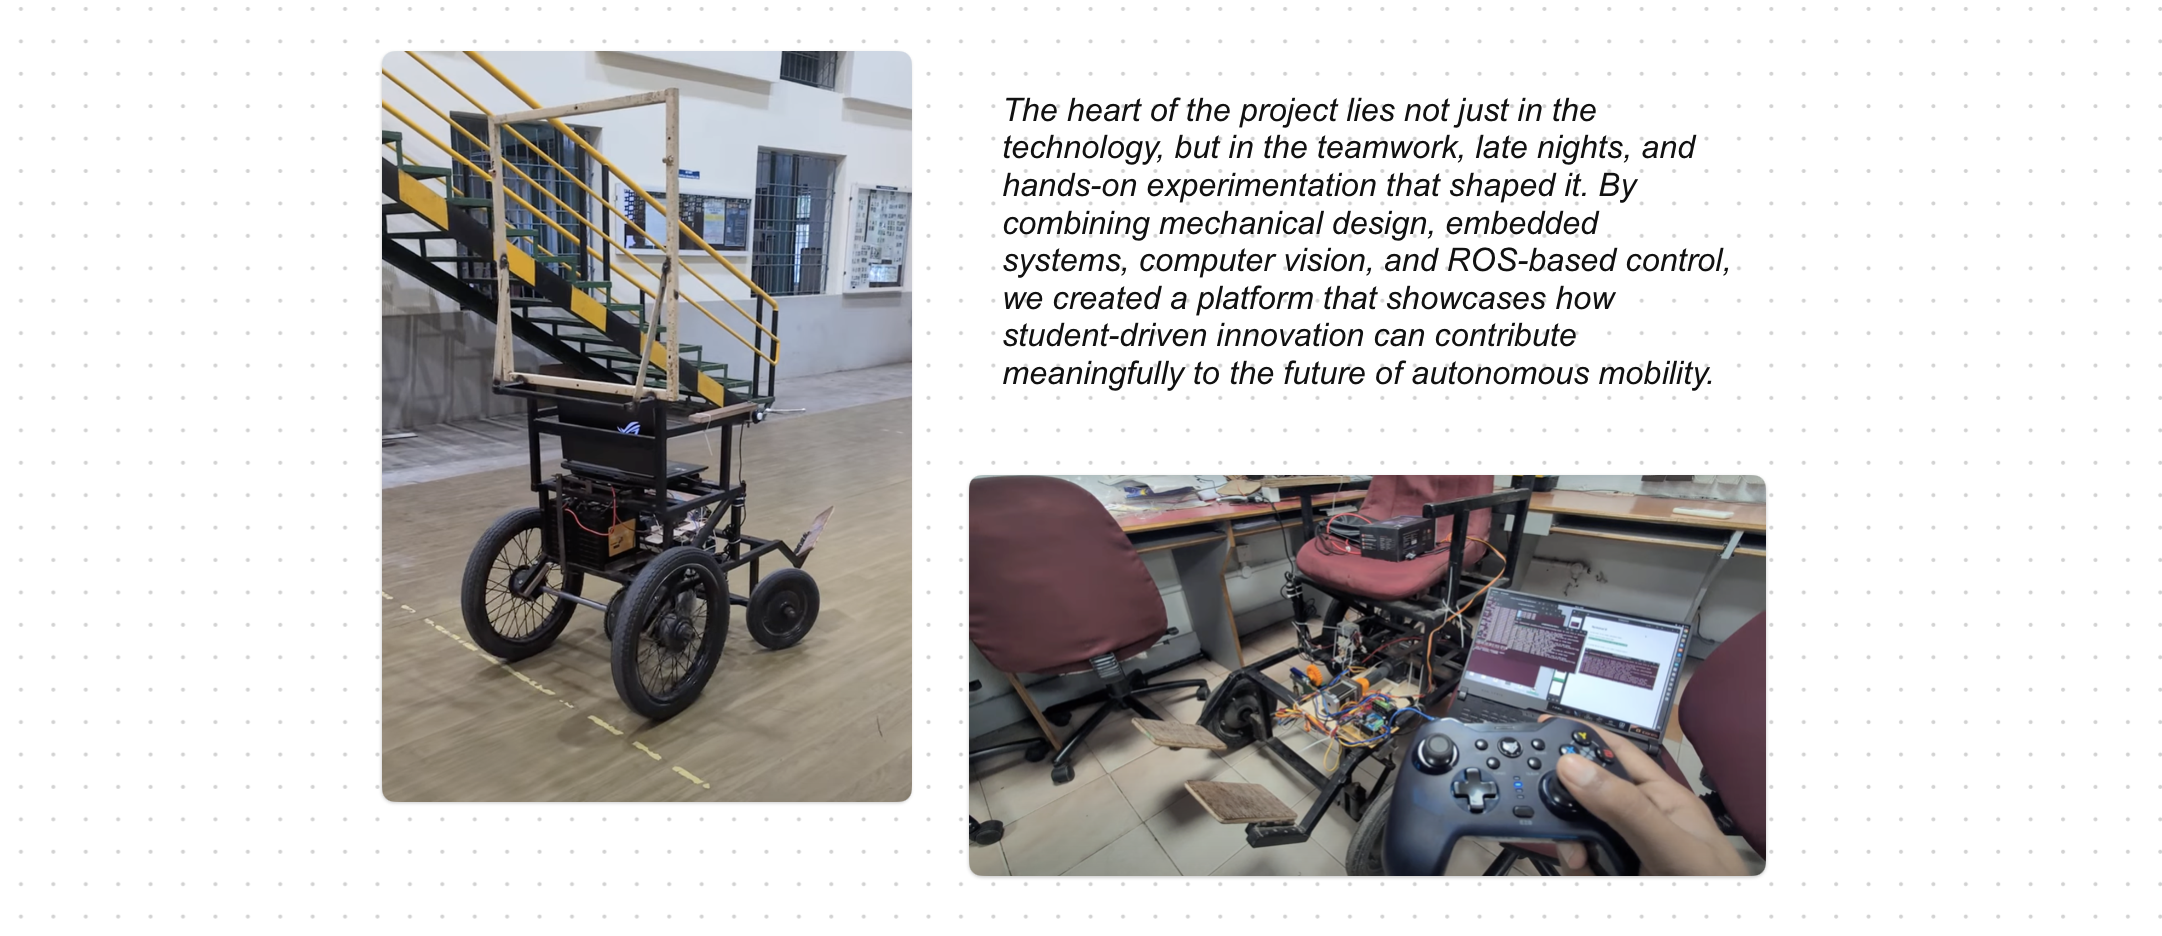 The heart of the project lies not just in the
technology, but in the teamwork, late nights, and
hands-on experimentation that shaped it. By
combining mechanical design, embedded
systems, computer vision, and ROS-based control,
we created a platform that showcases how
student-driven innovation can contribute
meaningfully to the future of autonomous mobility.